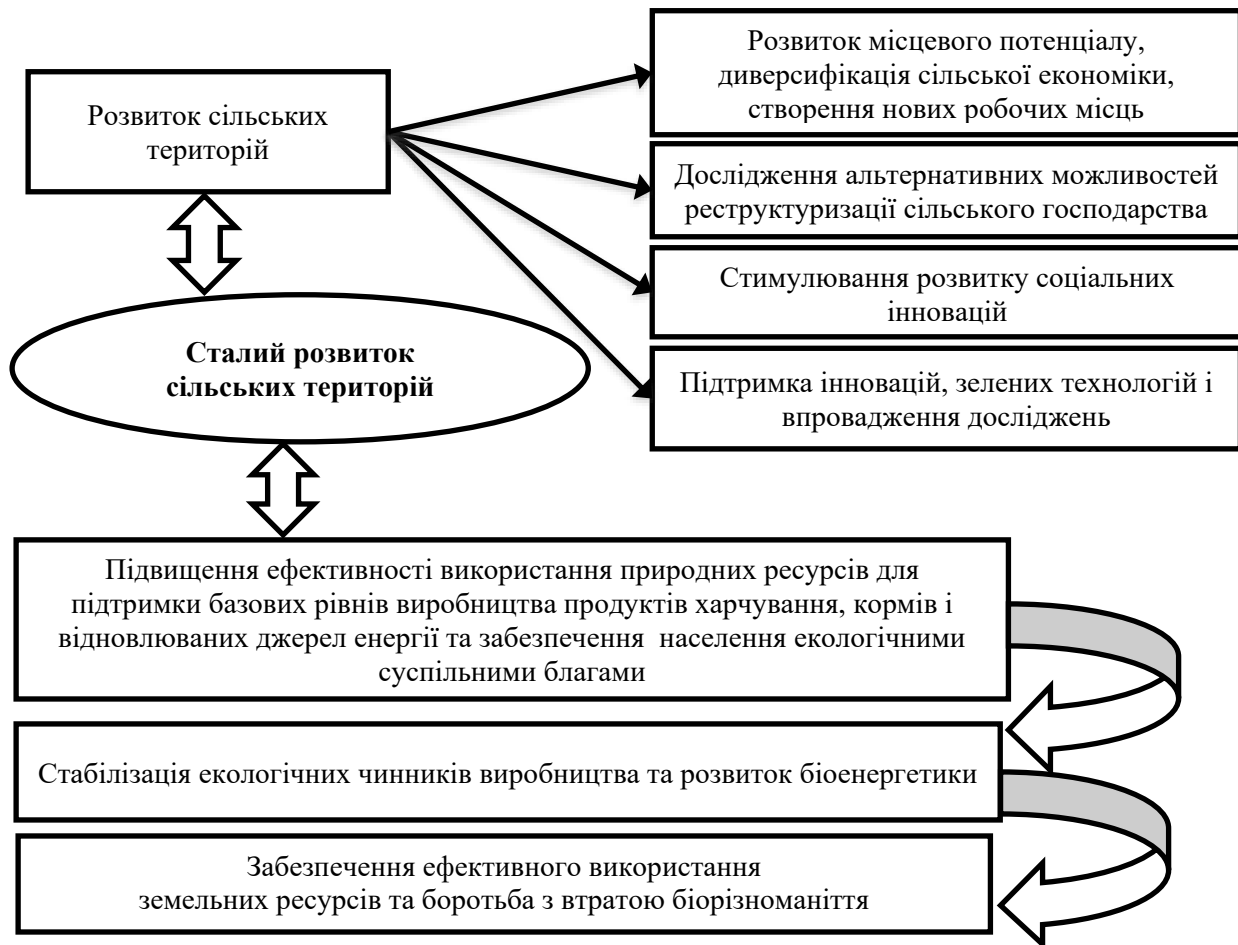 Розвиток сільських
територій
Розвиток місцевого потенціалу,
диверсифікація сільської економіки,
створення нових робочих місць
Дослідження альтернативних можливостей
реструктуризації сільського господарства
Стимулювання розвитку соціальних
інновацій
Підтримка інновацій, зелених технологій і
впровадження досліджень
Сталий розвиток
сільських територій
Підвищення ефективності використання природних ресурсів для
підтримки базових рівнів виробництва продуктів харчування, кормів і
відновлюваних джерел енергії та забезпечення населення екологічними
суспільними благами
Стабілізація екологічних чинників виробництва та розвиток біоенергетики
Забезпечення ефективного використання
земельних ресурсів та боротьба з втратою біорізноманіття